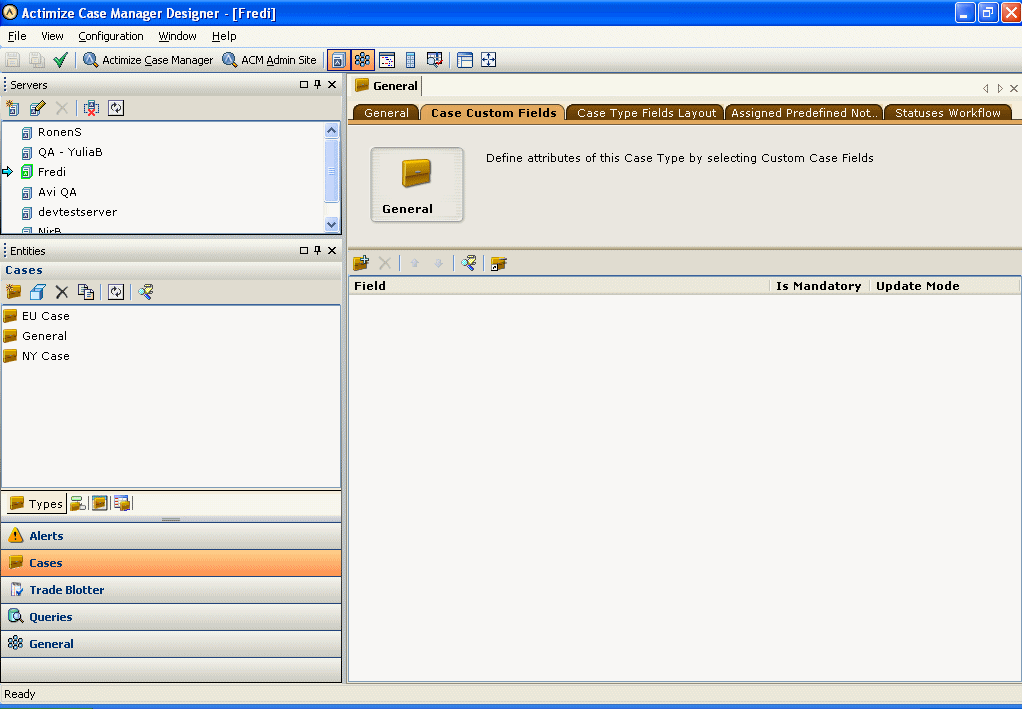 Actimize Case Manager Designer - [Fredi]
File View Configuration Window Help
Actimize Case Manager ACM Admin Site
Servers
RonenS
QA - YuliaB
Fredi
Avi QA
devtestserver
NirB
Entities
Cases
EU Case
General
NY Case
Types
Alerts
Cases
Trade Blotter
Queries
General
General
General Case Custom Fields Case Type Fields Layout Assigned Predefined Not.. Statuses Workflow
Define attributes of this Case Type by selecting Custom Case Fields
General
Field Is Mandatory Update Mode
Ready